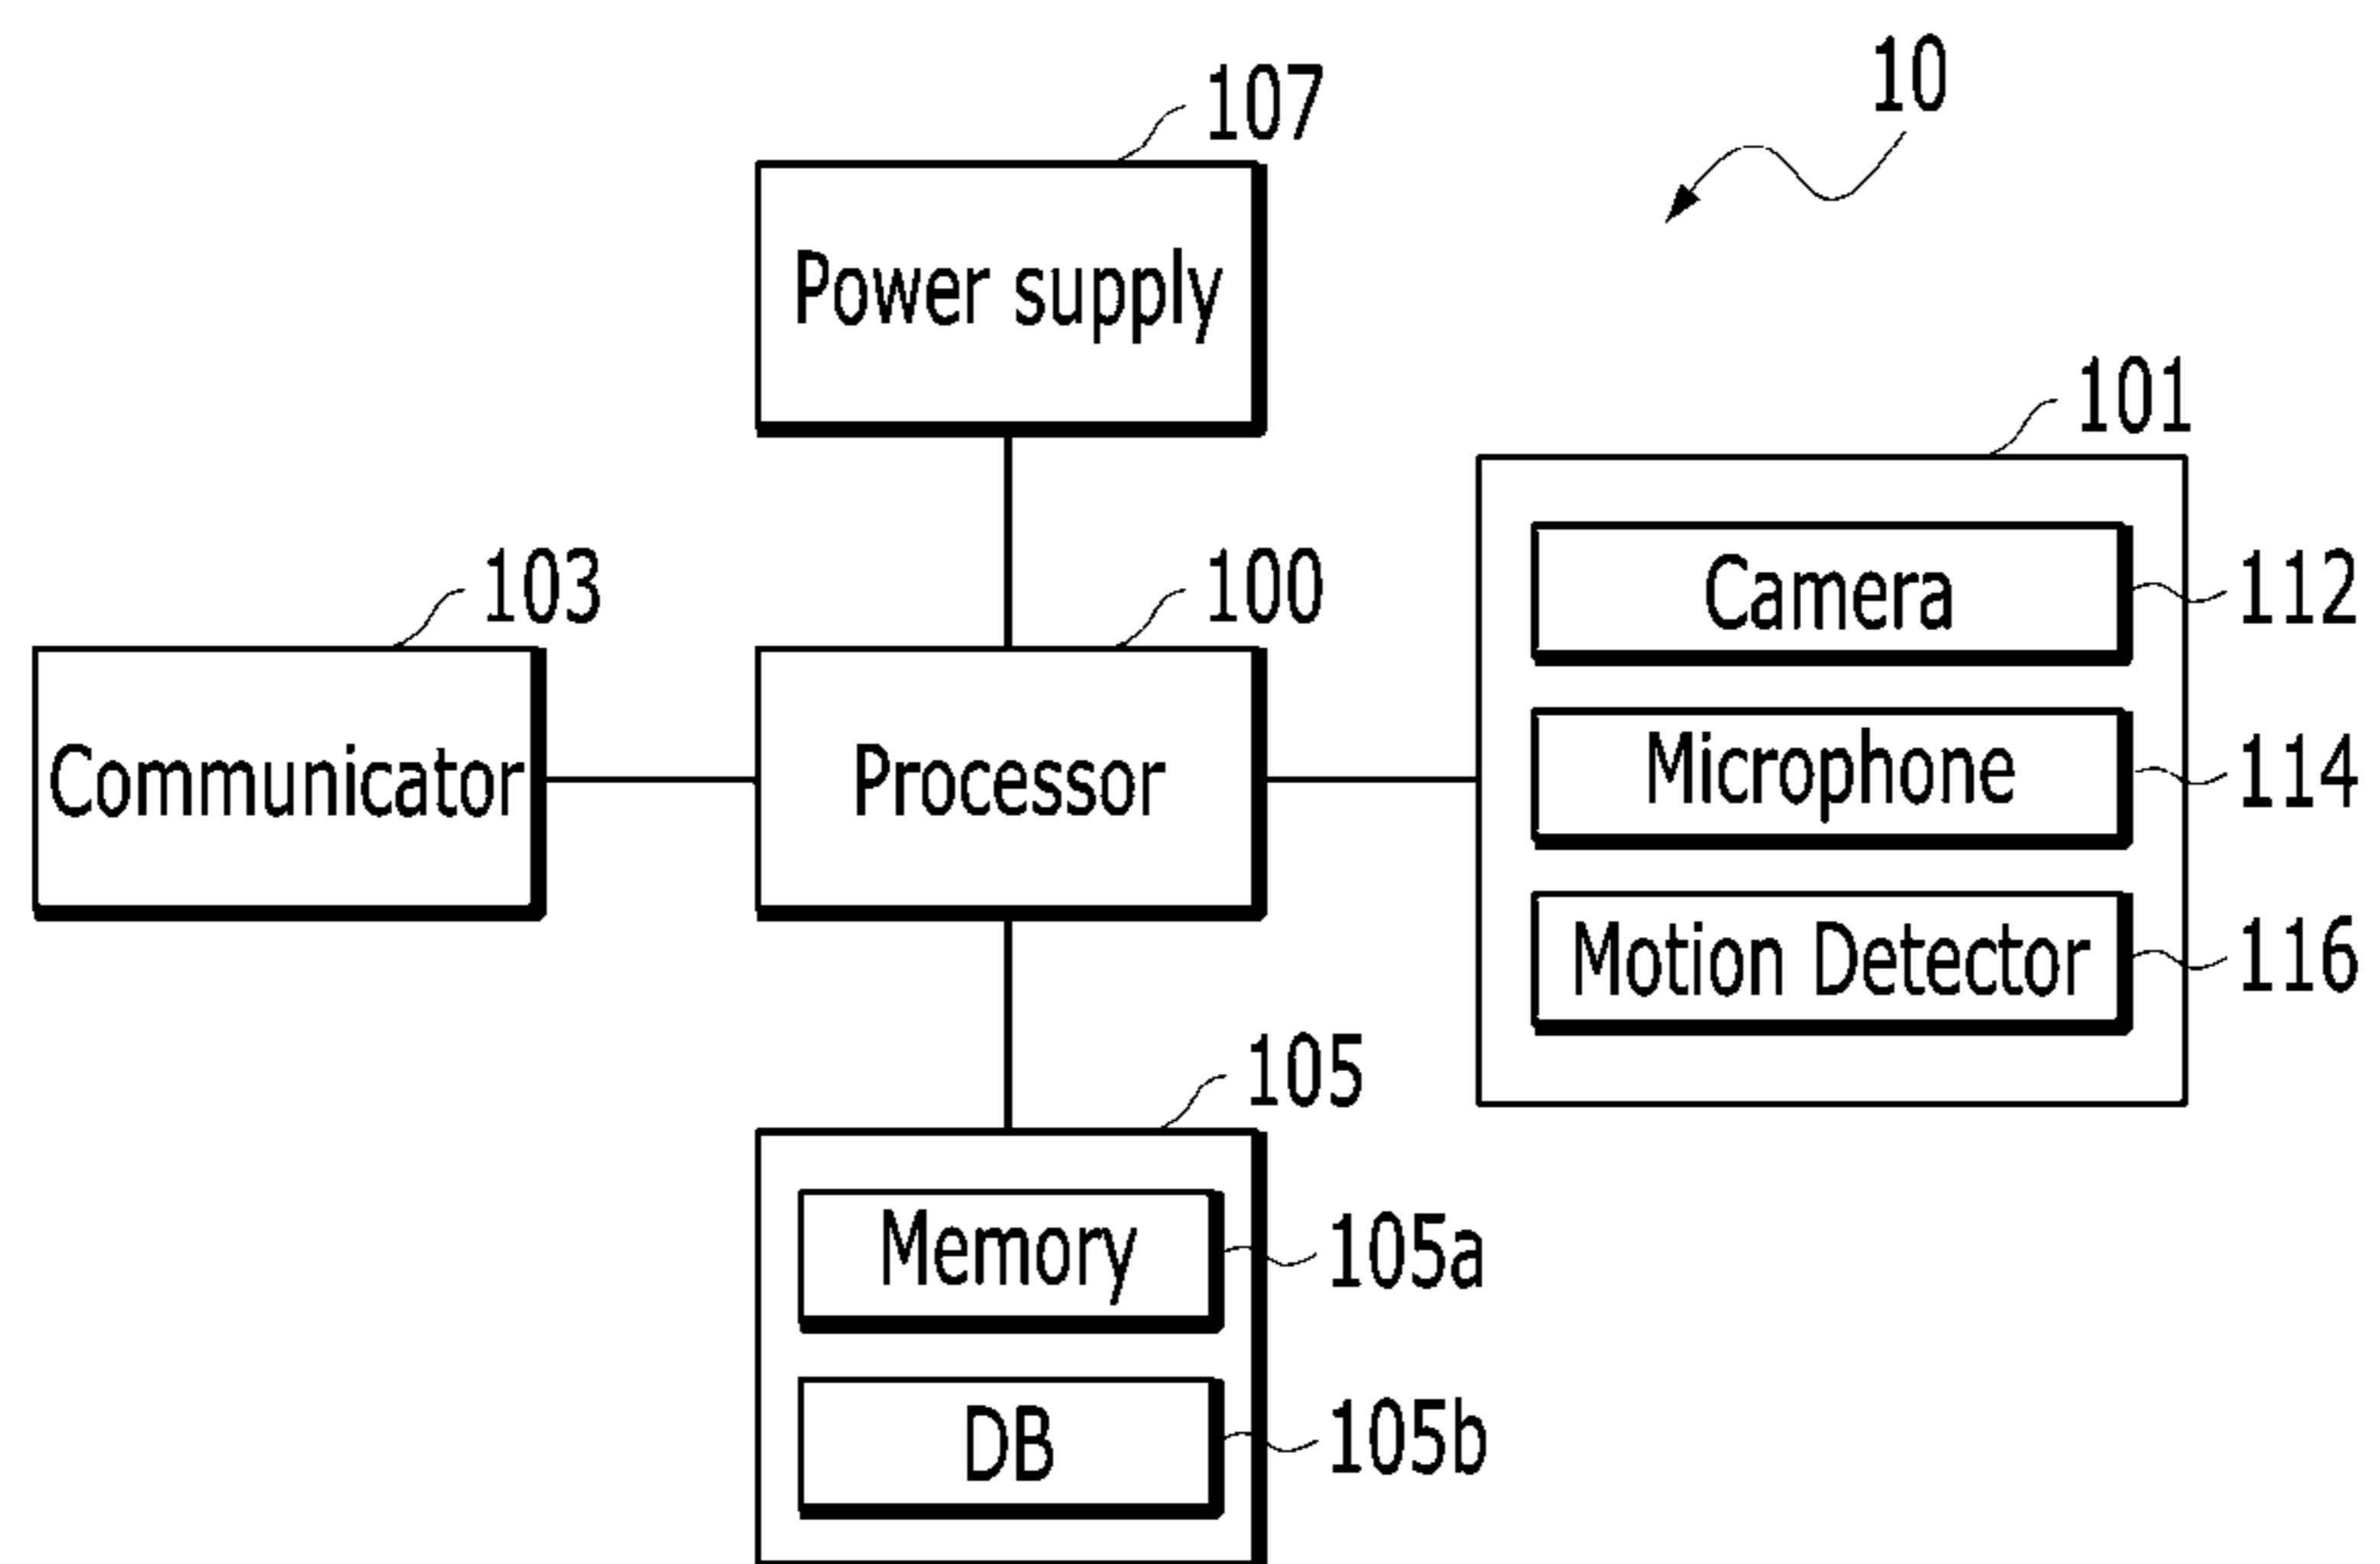 10
107
Power supply
101
Camera
112
103
100
Communicator
Processor
Microphone
114
Motion Detector
116
105
Memory
105a
DB
105b